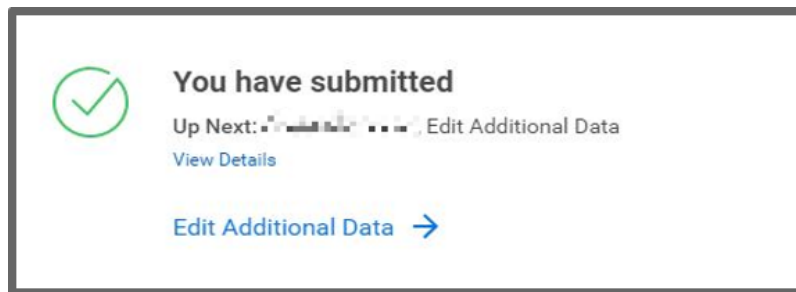 You have submitted
Up Next: , Edit Additional Data
View Details
Edit Additional Data